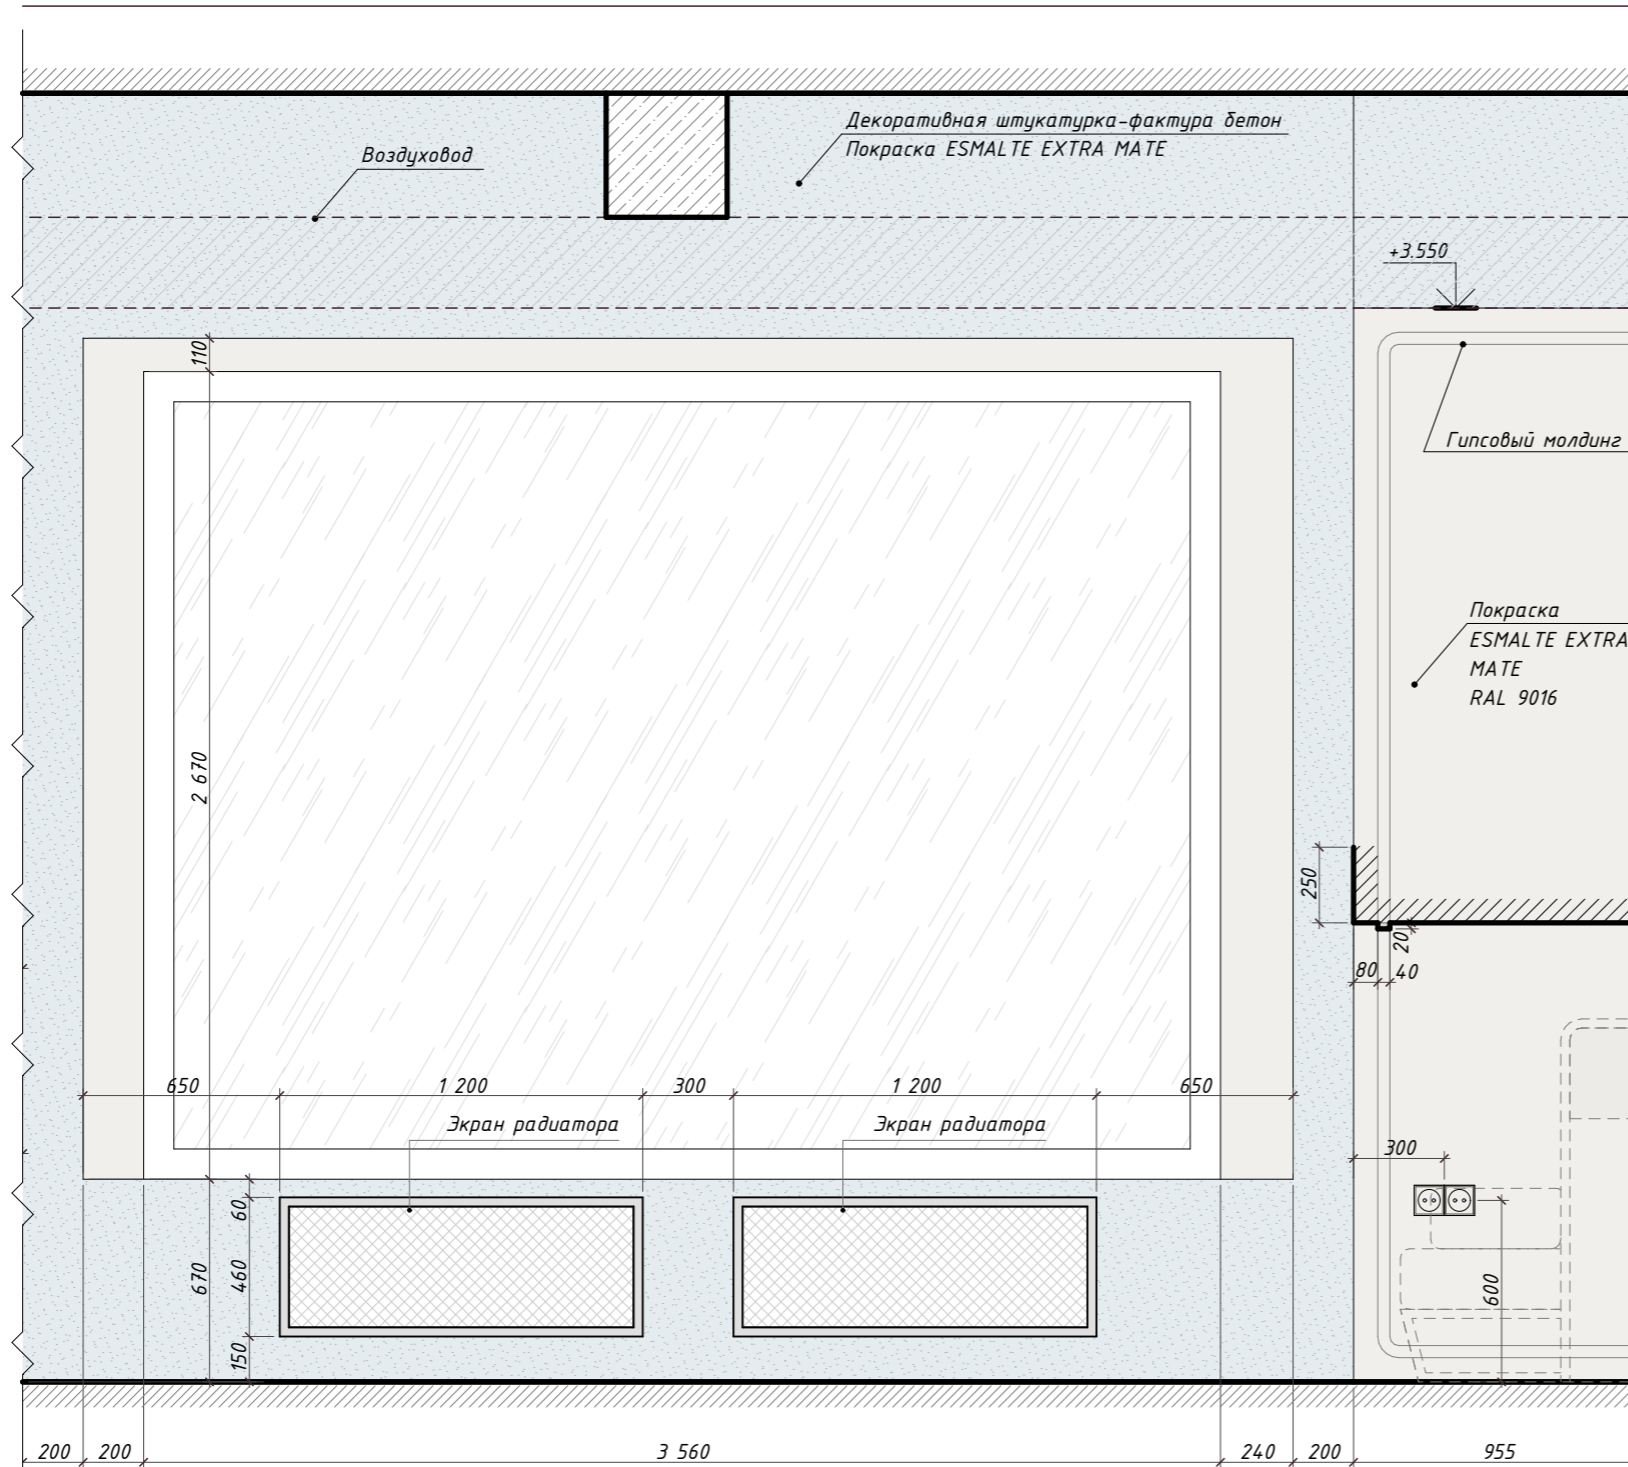 Декоративная штукатурка-фактура бетон
Покраска ESMALTE EXTRA MATE
Воздуховод
+3.550
110
Гипсовый молдинг
Покраска
ESMALTE EXTRA
MATE
RAL 9016
2 670
250
20
80
40
650
1 200
300
1 200
650
Экран радиатора
Экран радиатора
300
60
460
670
150
600
200
200
3 560
240
200
955